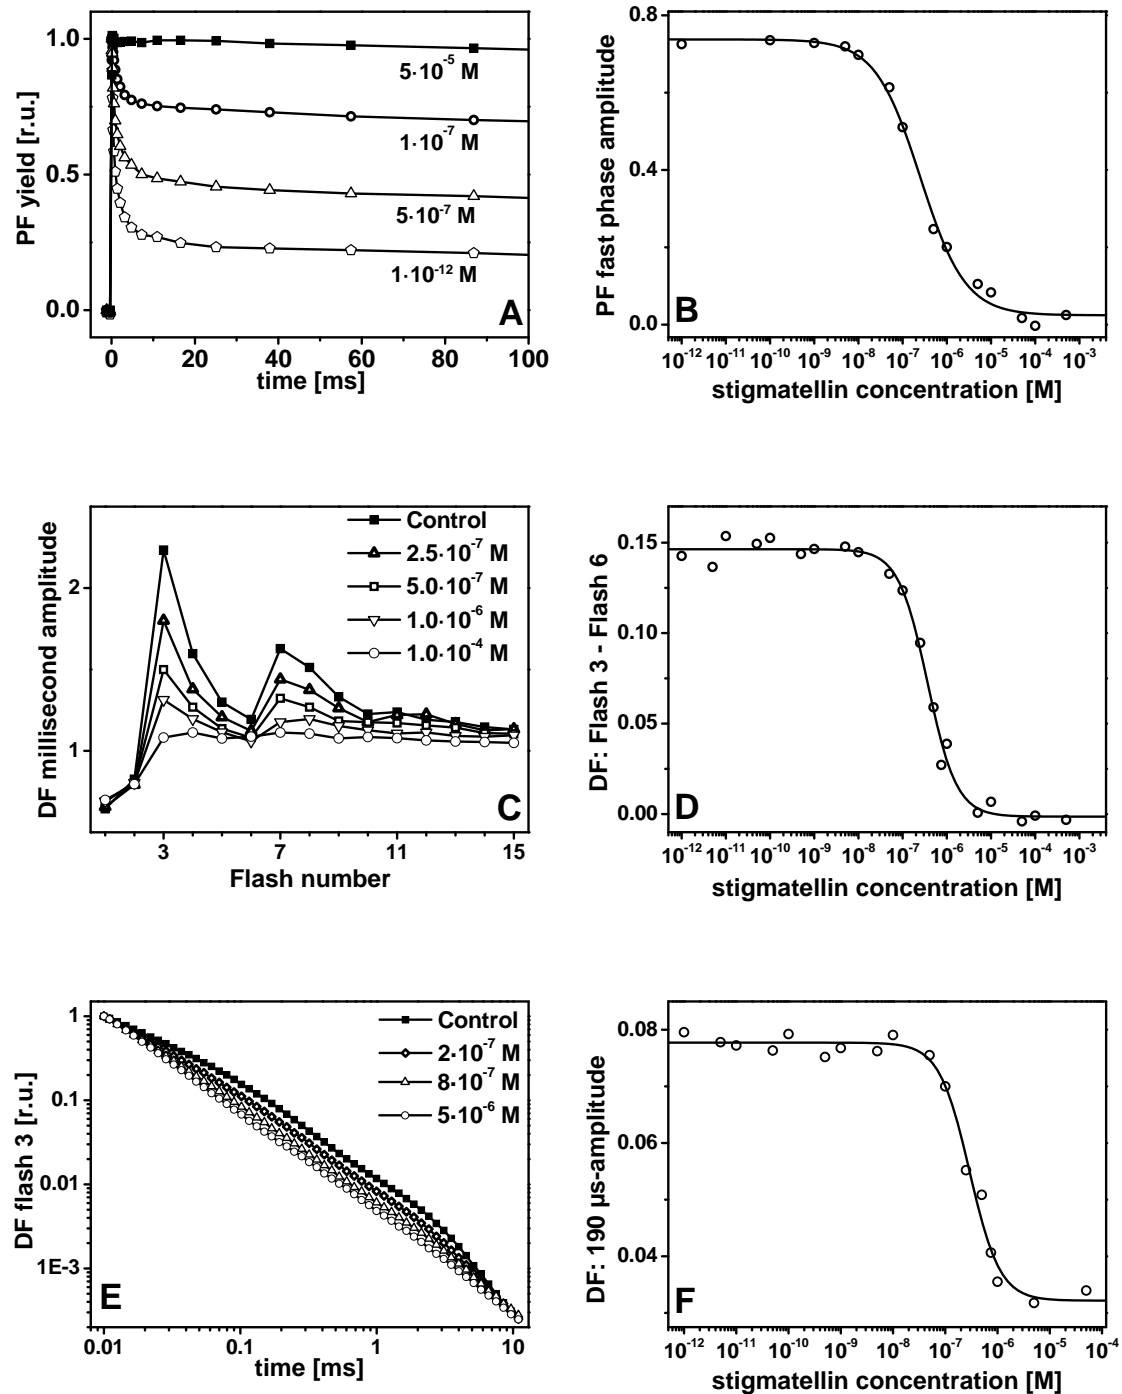 PF yield [r.u.]
1.0
0.5
0.0
5·10⁻⁵ M
1·10⁻⁷ M
5·10⁻⁷ M
1·10⁻¹² M
A
0 20 40 60 80 100
time [ms]
PF fast phase amplitude
0.8
0.4
0.0
B
10⁻¹² 10⁻¹¹ 10⁻¹⁰ 10⁻⁹ 10⁻⁸ 10⁻⁷ 10⁻⁶ 10⁻⁵ 10⁻⁴ 10⁻³
stigmatellin concentration [M]
DF millisecond amplitude
2
1
Control
2.5·10⁻⁷ M
5.0·10⁻⁷ M
1.0·10⁻⁶ M
1.0·10⁻⁴ M
C
3 7 11 15
Flash number
DF: Flash 3 - Flash 6
0.15
0.10
0.05
0.00
D
10⁻¹² 10⁻¹¹ 10⁻¹⁰ 10⁻⁹ 10⁻⁸ 10⁻⁷ 10⁻⁶ 10⁻⁵ 10⁻⁴ 10⁻³
stigmatellin concentration [M]
DF flash 3 [r.u.]
1
0.1
0.01
1E-3
Control
2·10⁻⁷ M
8·10⁻⁷ M
5·10⁻⁶ M
E
0.01 0.1 1 10
time [ms]
DF: 190 µs-amplitude
0.08
0.06
0.04
F
10⁻¹² 10⁻¹¹ 10⁻¹⁰ 10⁻⁹ 10⁻⁸ 10⁻⁷ 10⁻⁶ 10⁻⁵ 10⁻⁴
stigmatellin concentration [M]